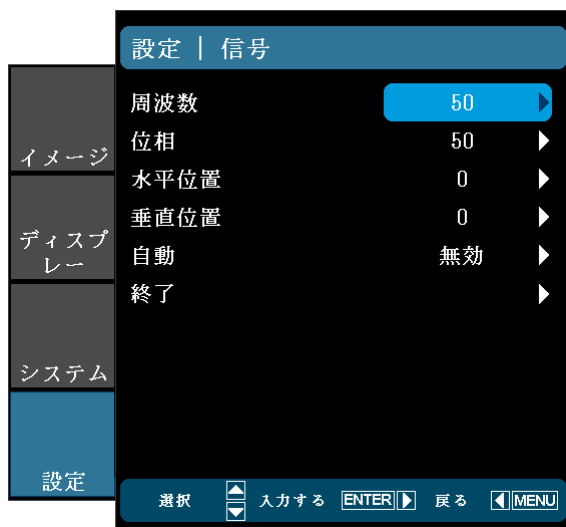 設定 | 信号
イメージ
ディスプ
レー
システム
設定
周波数 50
位相 50
水平位置 0
垂直位置 0
自動 無効
終了
選択 入力する ENTER 戻る MENU